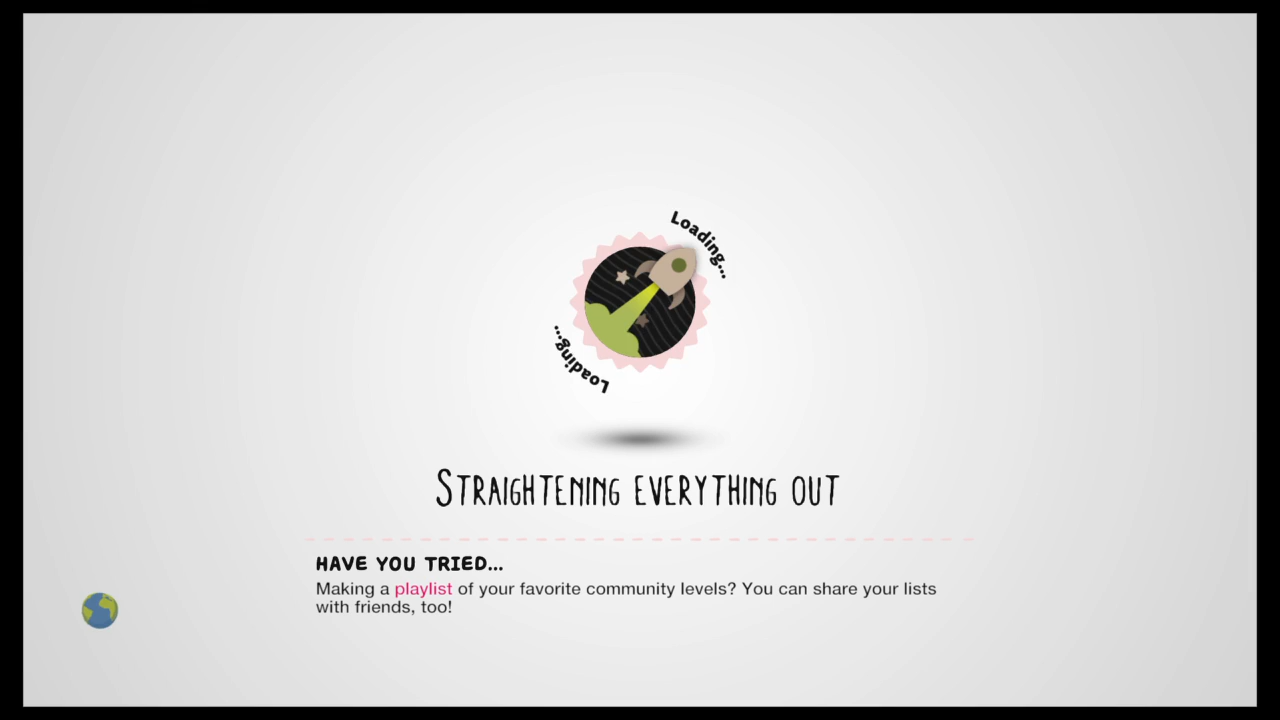 Loading...
Loading...
STRAIGHTENING EVERYTHING OUT
HAVE YOU TRIED...
Making a playlist of your favorite community levels? You can share your lists
with friends, too!